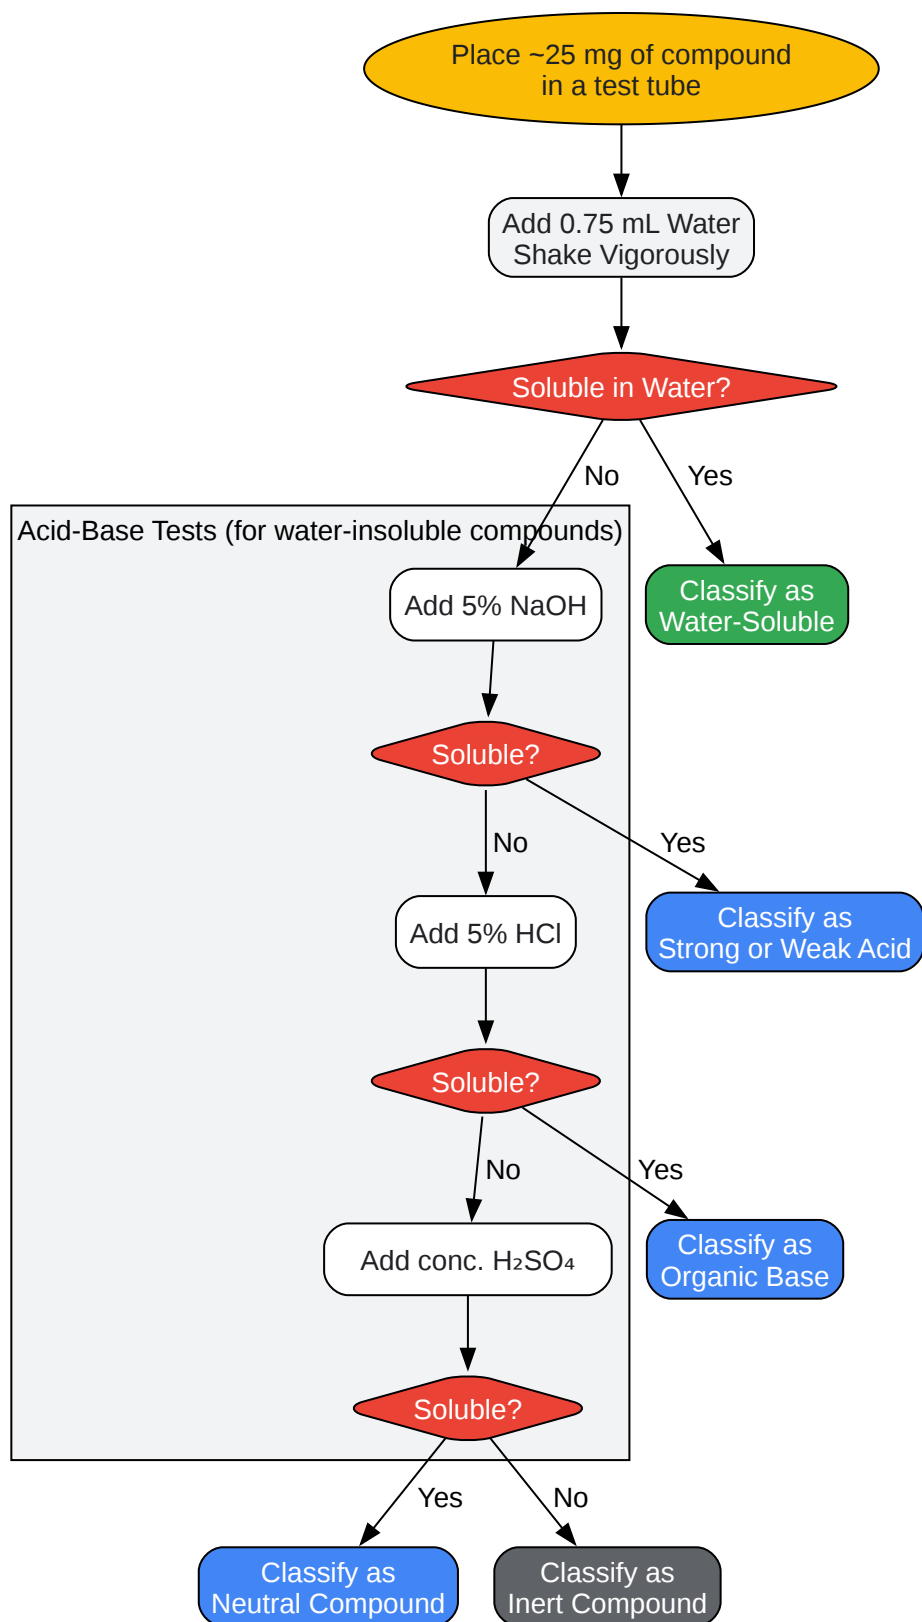 Place ~25 mg of compound
in a test tube
Add 0.75 mL Water
Shake Vigorously
Soluble in Water?
No
Yes
Acid-Base Tests (for water-insoluble compounds)
Add 5% NaOH
Classify as
Water-Soluble
Soluble?
No
Yes
Add 5% HCl
Classify as
Strong or Weak Acid
Soluble?
No
Yes
Add conc. H₂SO₄
Classify as
Organic Base
Soluble?
Yes
No
Classify as
Neutral Compound
Classify as
Inert Compound